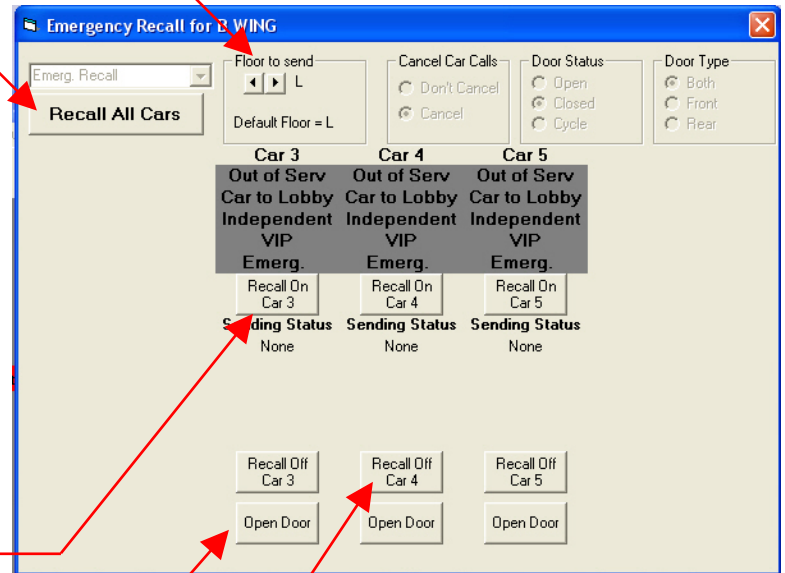 Emergency Recall for B WING
Emerg. Recall
Recall All Cars
Floor to send
L
Default Floor = L
Cancel Car Calls
Don't Cancel
Cancel
Door Status
Open
Closed
Cycle
Door Type
Both
Front
Rear
Car 3 Car 4 Car 5
Out of Serv Out of Serv Out of Serv
Car to Lobby Car to Lobby Car to Lobby
Independent Independent Independent
VIP VIP VIP
Emerg. Emerg. Emerg.
Recall On Recall On Recall On
Car 3 Car 4 Car 5
Sending Status Sending Status Sending Status
None None None
Recall Off Recall Off Recall Off
Car 3 Car 4 Car 5
Open Door Open Door Open Door